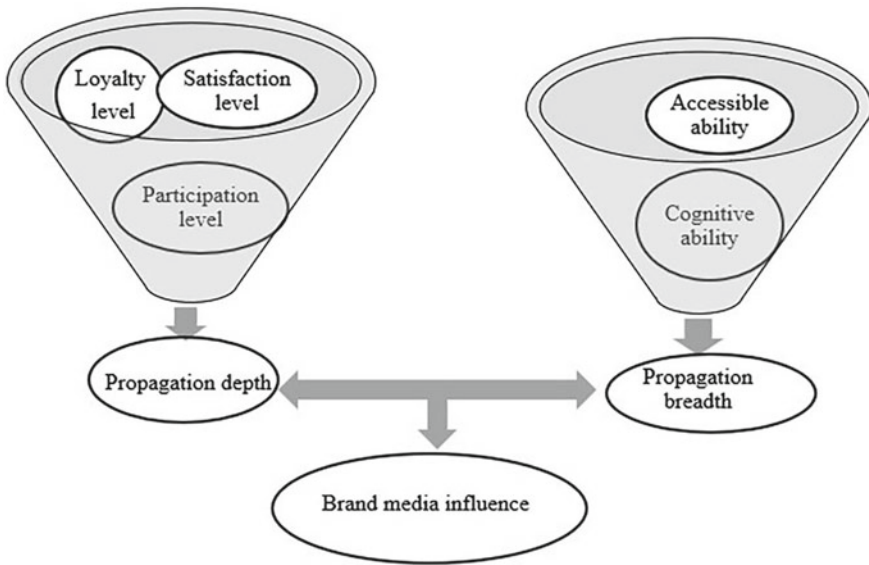 Loyalty
level
Satisfaction
level
Participation
level
Accessible
ability
Cognitive
ability
Propagation depth
Propagation
breadth
Brand media influence